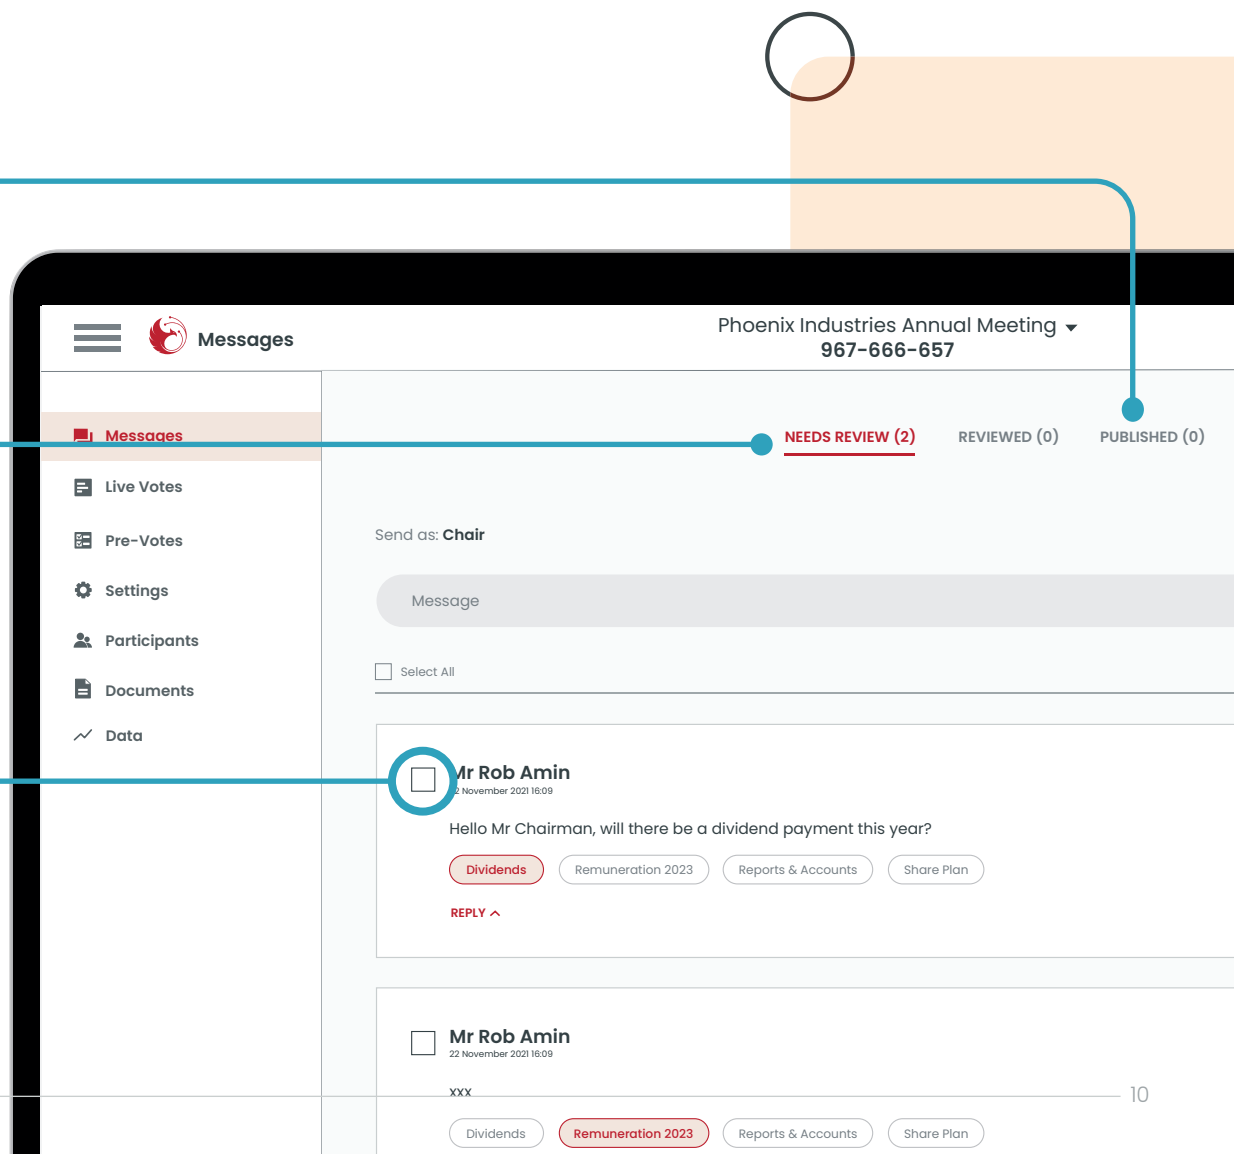 Messages
Phoenix Industries Annual Meeting
967-666-657
Messages
Live Votes
Pre-Votes
Settings
Participants
Documents
Data
NEEDS REVIEW (2)
REVIEWED (0)
PUBLISHED (0)
Send as: Chair
Message
Select All
Mr Rob Amin
22 November 2021 16:09
Hello Mr Chairman, will there be a dividend payment this year?
Dividends
Remuneration 2023
Reports & Accounts
Share Plan
REPLY
Mr Rob Amin
22 November 2021 16:09
xxx
10
Dividends
Remuneration 2023
Reports & Accounts
Share Plan